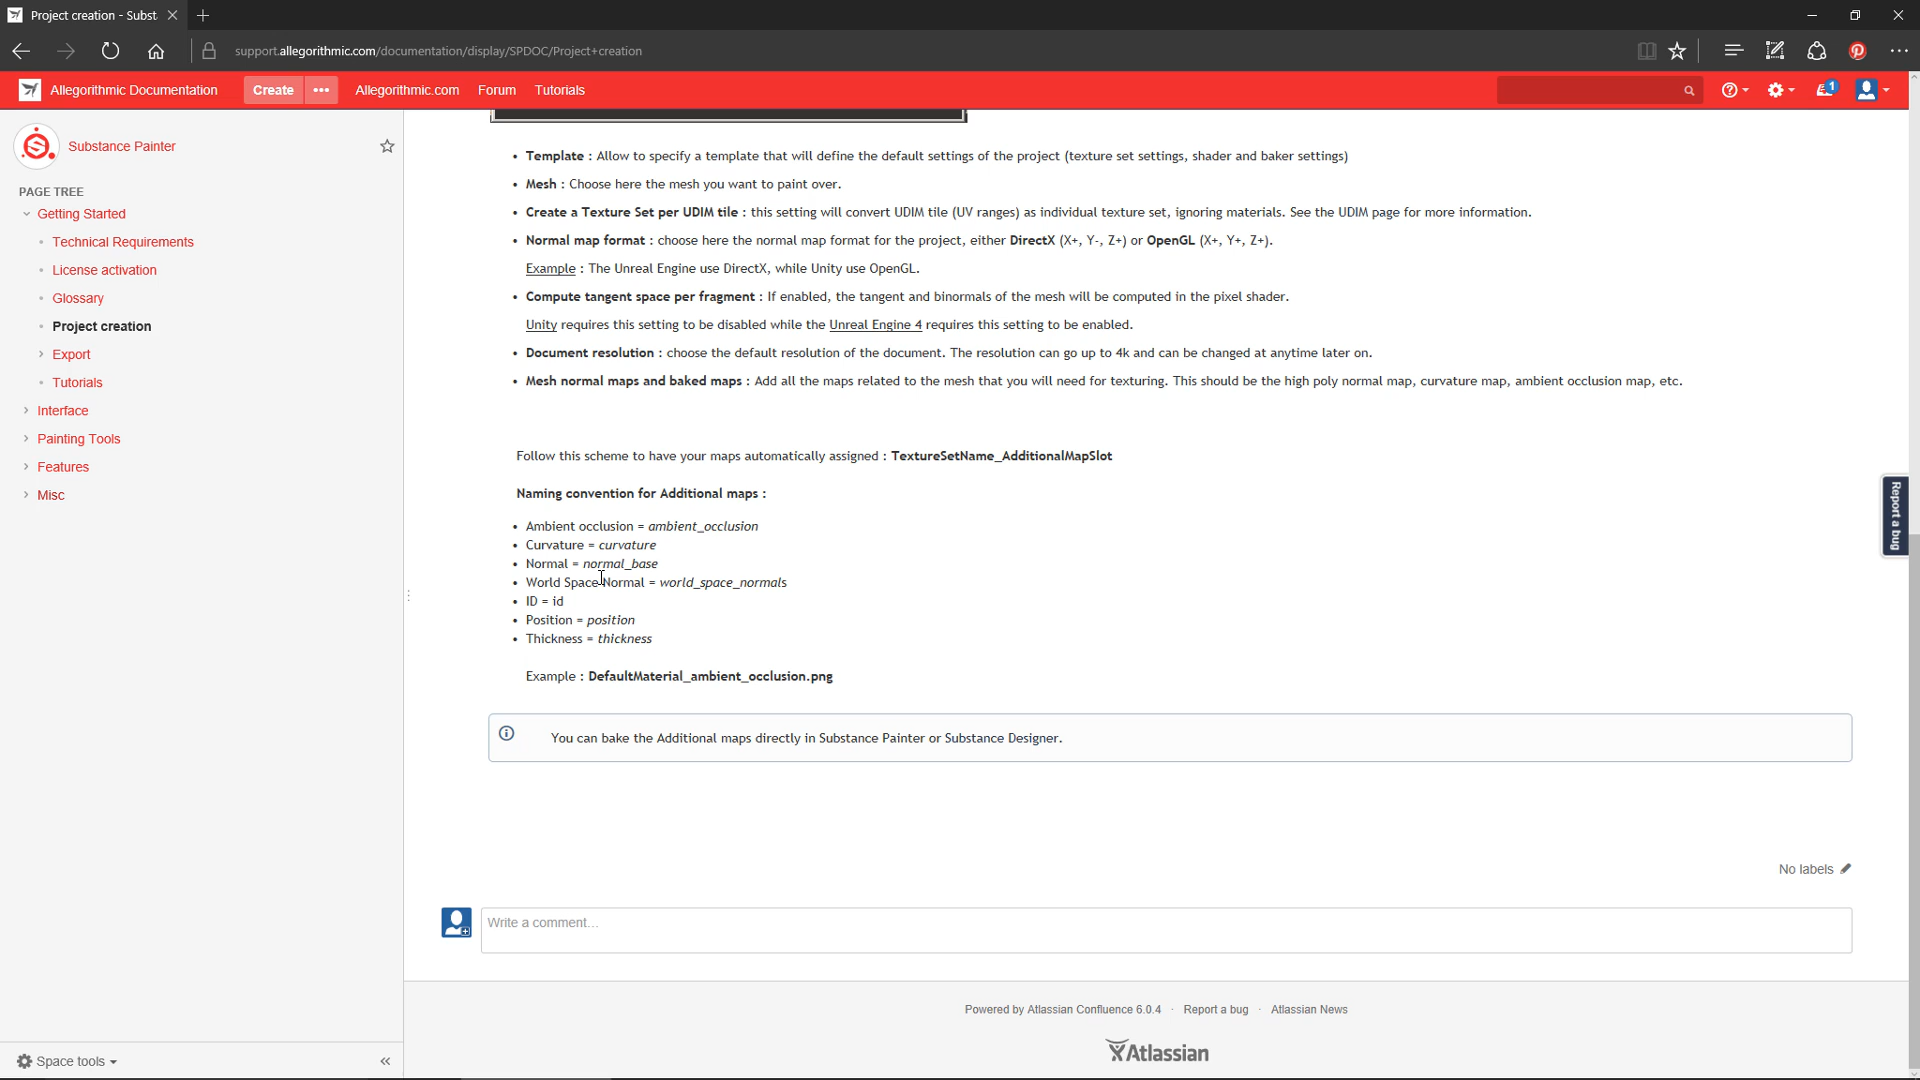 Project creation - Subst
support.allegorithmic.com/documentation/display/SPDOC/Project+creation
Allegorithmic Documentation Create ••• Allegorithmic.com Forum Tutorials 1
Substance Painter
PAGE TREE
Getting Started
Technical Requirements
License activation
Glossary
Project creation
Export
Tutorials
Interface
Painting Tools
Features
Misc
Space tools
• Template : Allow to specify a template that will define the default settings of the project (texture set settings, shader and baker settings)
• Mesh : Choose here the mesh you want to paint over.
• Create a Texture Set per UDIM tile : this setting will convert UDIM tile (UV ranges) as individual texture set, ignoring materials. See the UDIM page for more information.
• Normal map format : choose here the normal map format for the project, either DirectX (X+, Y-, Z+) or OpenGL (X+, Y+, Z+).
Example : The Unreal Engine use DirectX, while Unity use OpenGL.
• Compute tangent space per fragment : If enabled, the tangent and binormals of the mesh will be computed in the pixel shader.
Unity requires this setting to be disabled while the Unreal Engine 4 requires this setting to be enabled.
• Document resolution : choose the default resolution of the document. The resolution can go up to 4k and can be changed at anytime later on.
• Mesh normal maps and baked maps : Add all the maps related to the mesh that you will need for texturing. This should be the high poly normal map, curvature map, ambient occlusion map, etc.
Follow this scheme to have your maps automatically assigned : TextureSetName_AdditionalMapSlot
Naming convention for Additional maps :
• Ambient occlusion = ambient_occlusion
• Curvature = curvature
• Normal = normal_base
• World Space Normal = world_space_normals
• ID = id
• Position = position
• Thickness = thickness
Example : DefaultMaterial_ambient_occlusion.png
You can bake the Additional maps directly in Substance Painter or Substance Designer.
Report a bug
No labels
Write a comment...
Powered by Atlassian Confluence 6.0.4 · Report a bug · Atlassian News
Atlassian